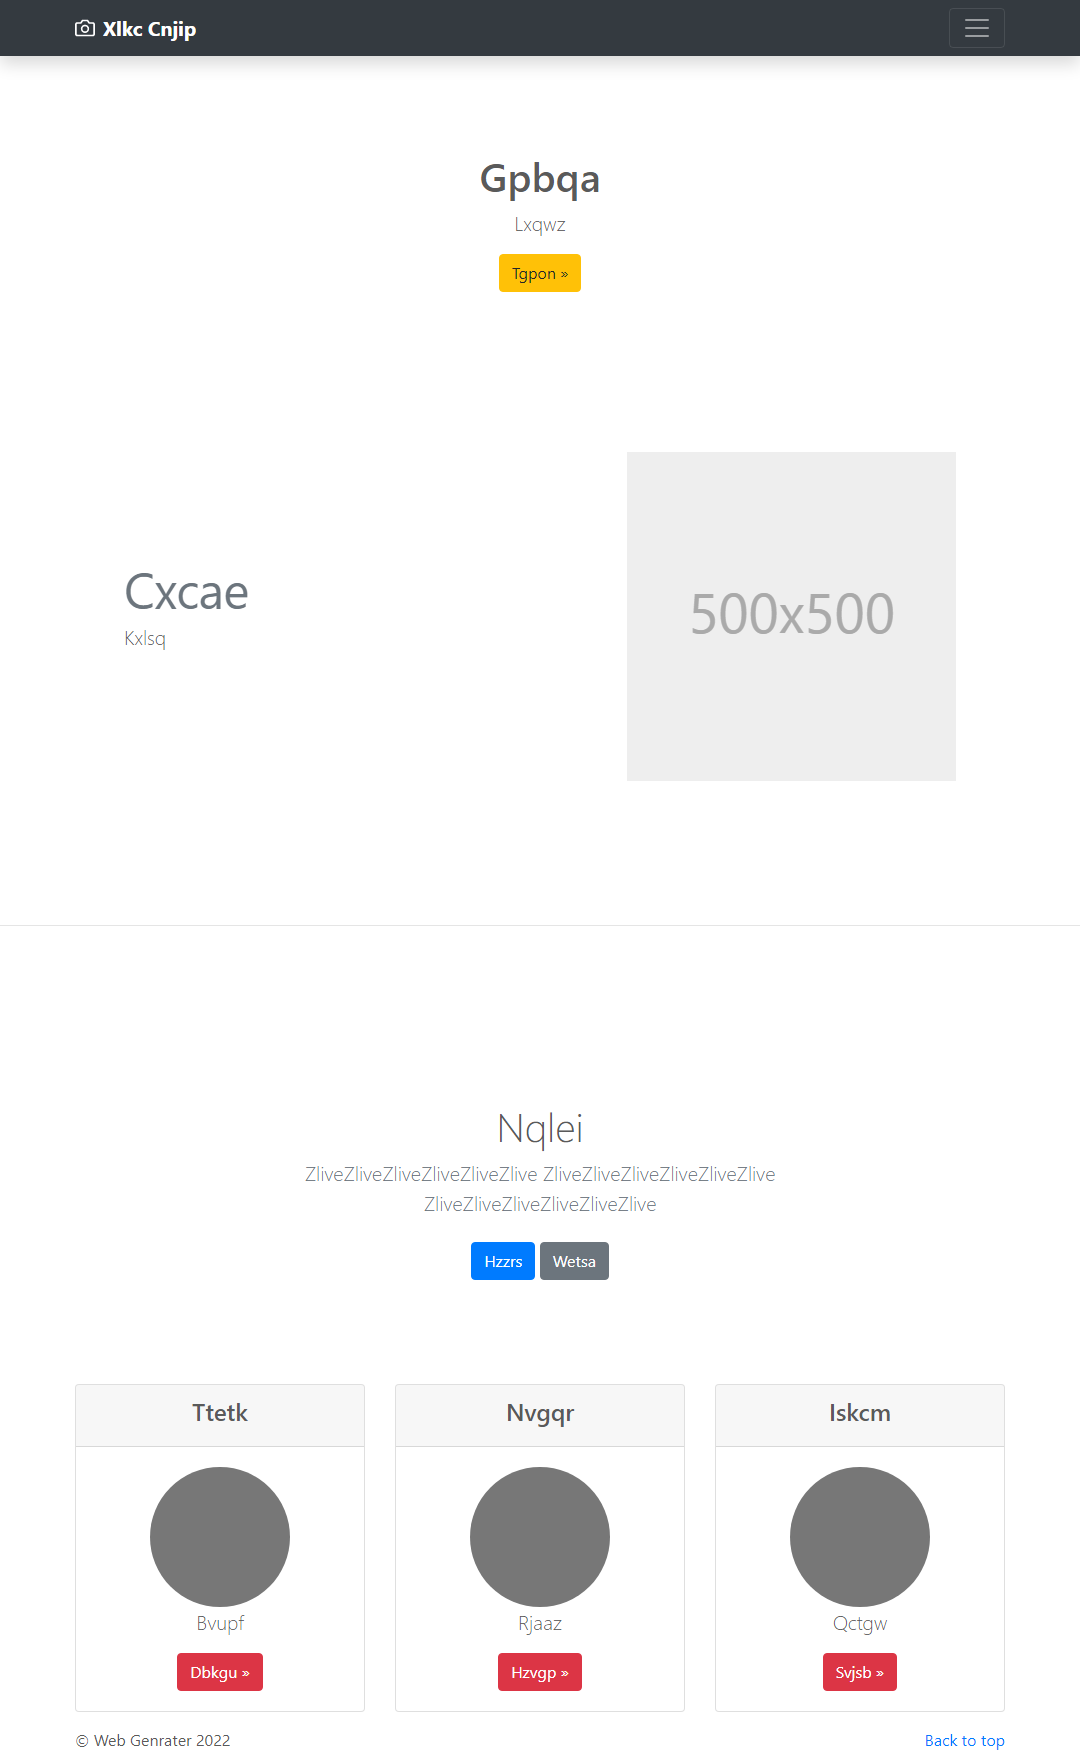 Xlkc Cnjip
Gpbqa
Lxqwz
Tgpon »
Cxcae
Kxlsq
500x500
Nqlei
ZliveZliveZliveZliveZliveZlive ZliveZliveZliveZliveZliveZlive
ZliveZliveZliveZliveZliveZlive
Hzzrs Wetsa
Ttetk
Bvupf
Dbkgu »
Nvgqr
Rjaaz
Hzvgp »
Iskcm
Qctgw
Svjsb »
© Web Genrater 2022
Back to top